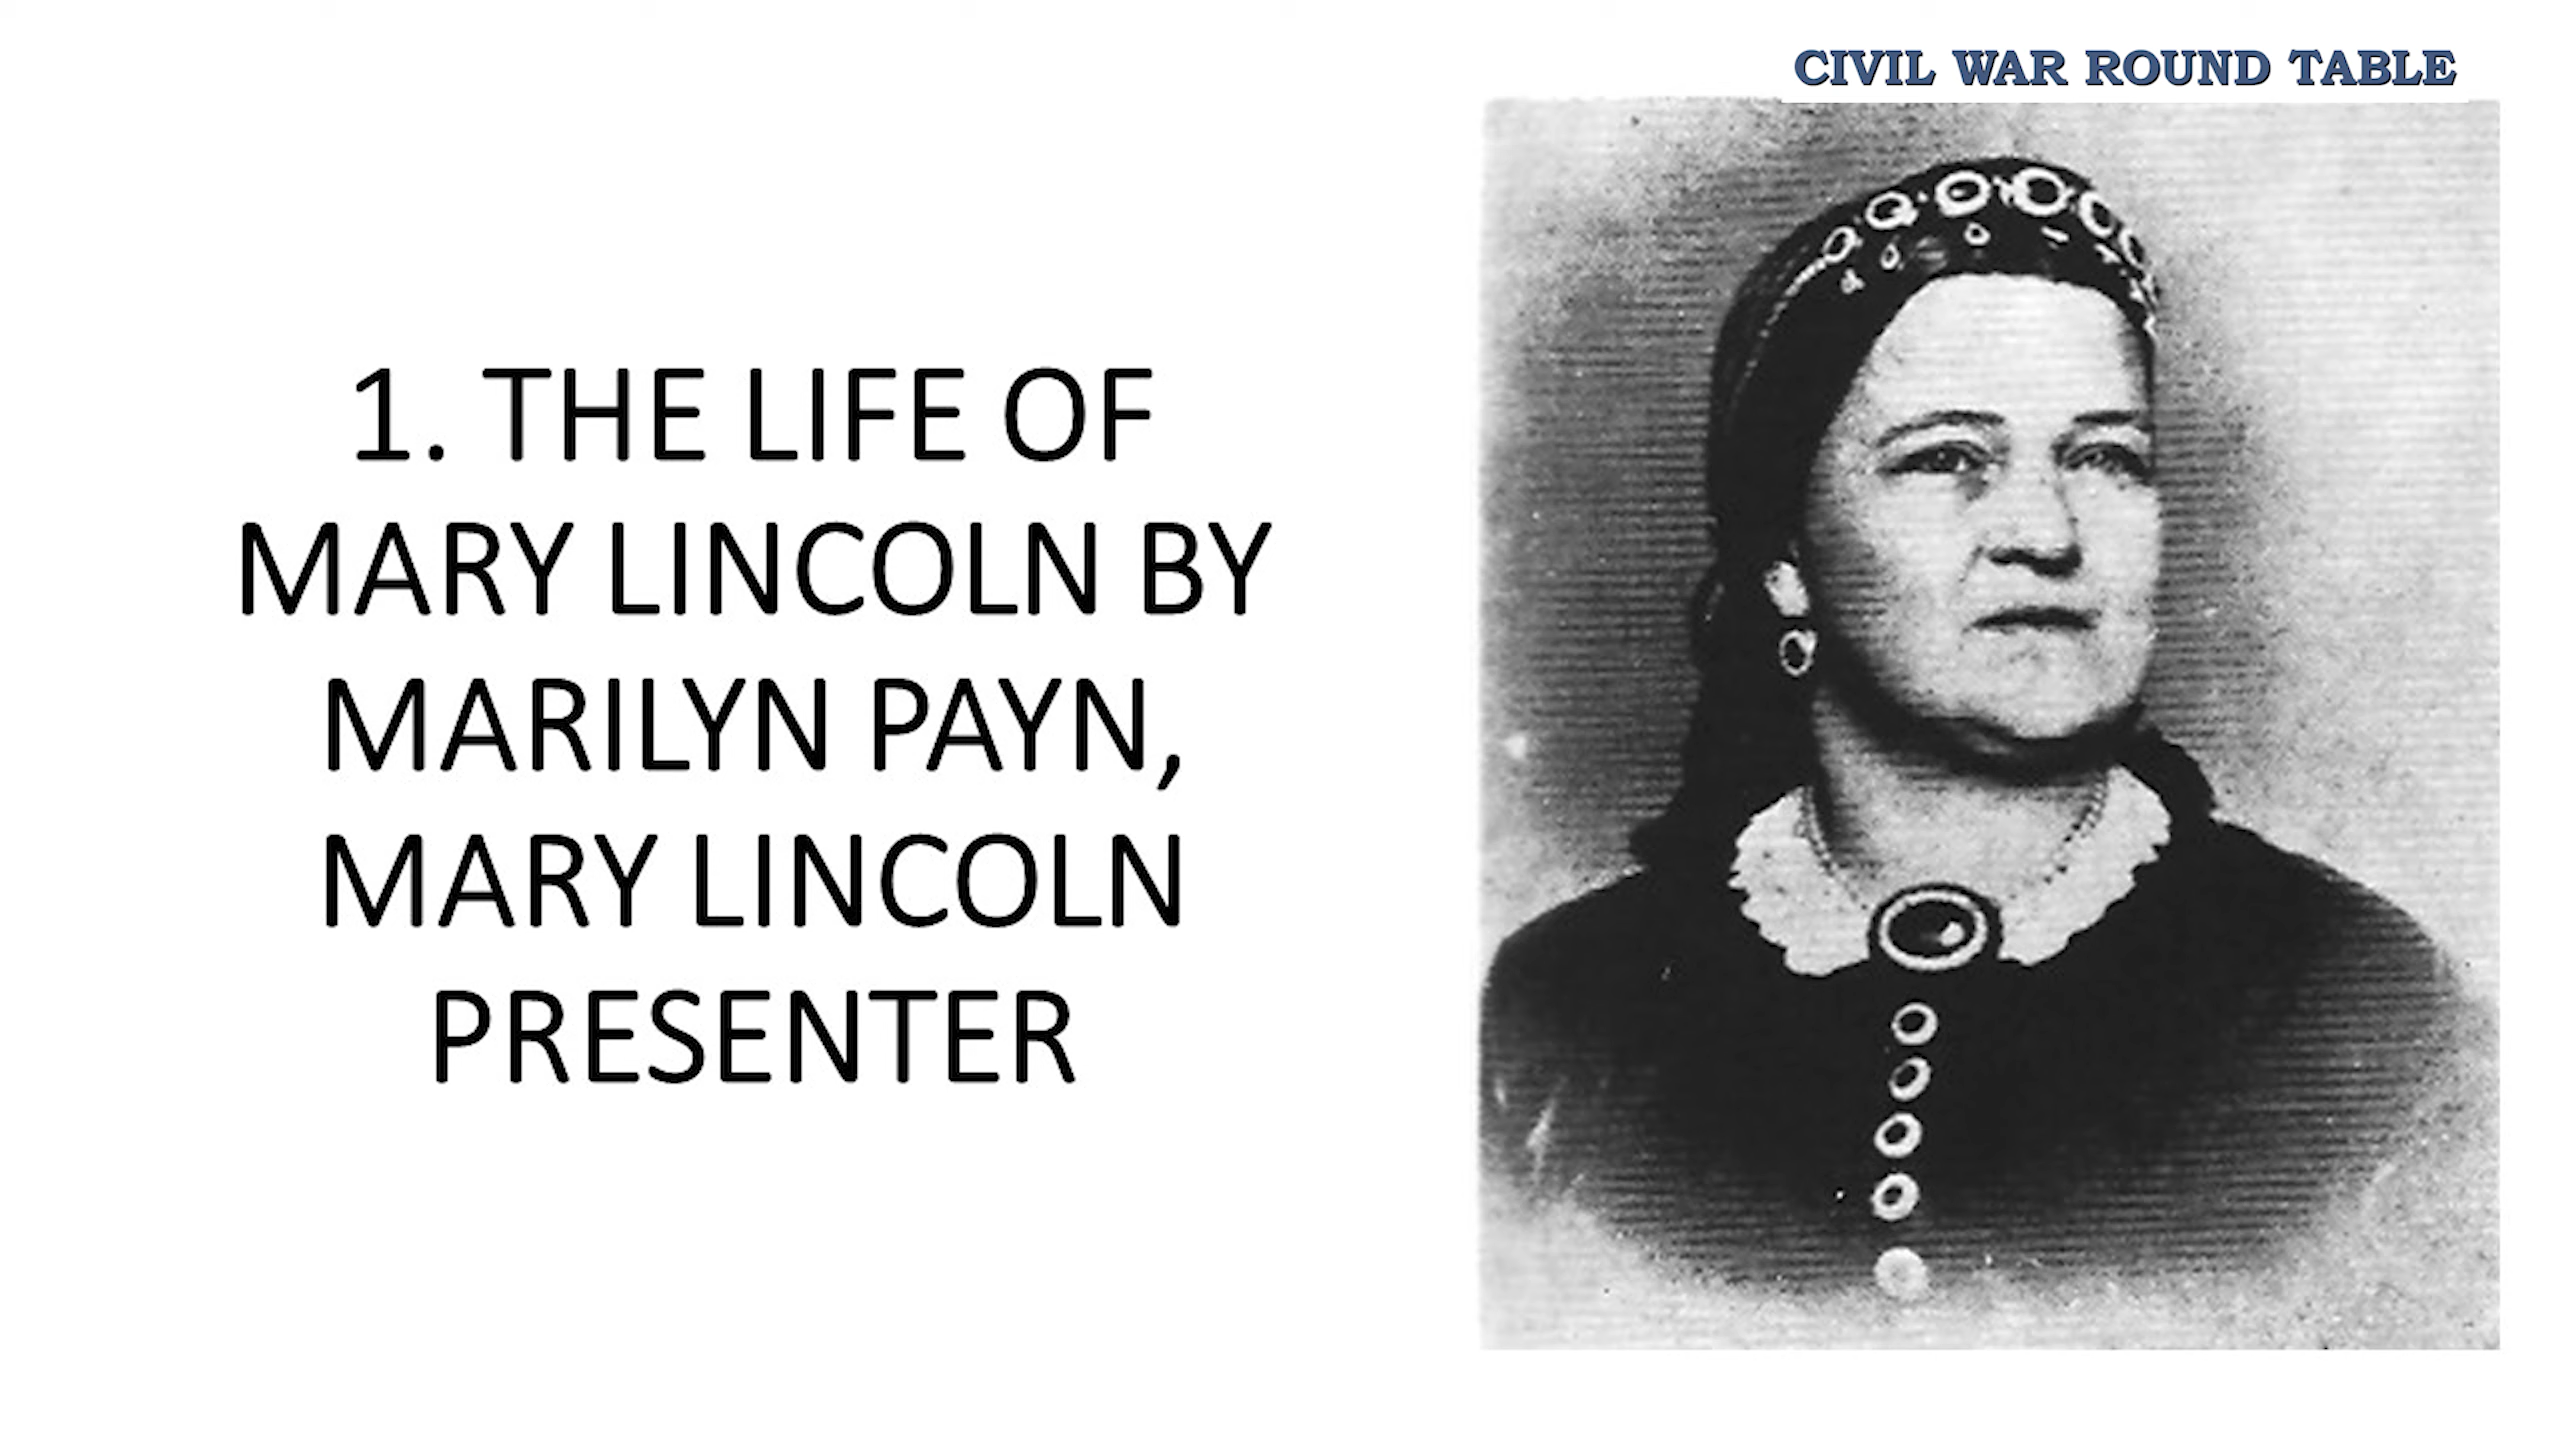 CIVIL WAR ROUND TABLE
1. THE LIFE OF
MARY LINCOLN BY
MARILYN PAYN,
MARY LINCOLN
PRESENTER